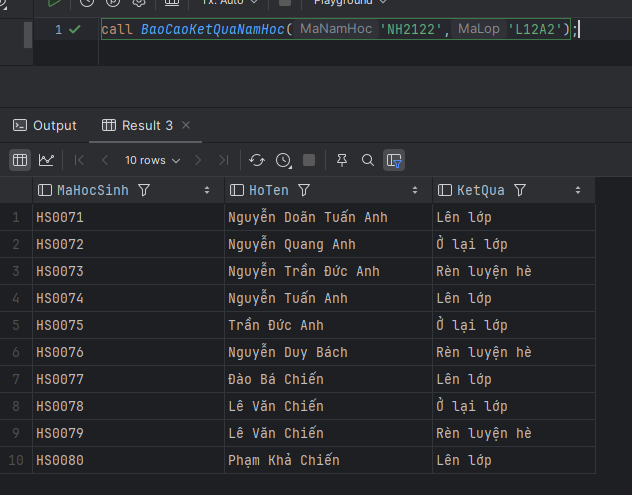 Tx: Auto Playground
1 call BaoCaoKetQuaNamHoc( MaNamHoc 'NH2122', MaLop 'L12A2');
Output Result 3
10 rows
MaHocSinh HoTen KetQua
1 HS0071 Nguyễn Doãn Tuấn Anh Lên lớp
2 HS0072 Nguyễn Quang Anh Ở lại lớp
3 HS0073 Nguyễn Trần Đức Anh Rèn luyện hè
4 HS0074 Nguyễn Tuấn Anh Lên lớp
5 HS0075 Trần Đức Anh Ở lại lớp
6 HS0076 Nguyễn Duy Bách Rèn luyện hè
7 HS0077 Đào Bá Chiến Lên lớp
8 HS0078 Lê Văn Chiến Ở lại lớp
9 HS0079 Lê Văn Chiến Rèn luyện hè
10 HS0080 Phạm Khả Chiến Lên lớp